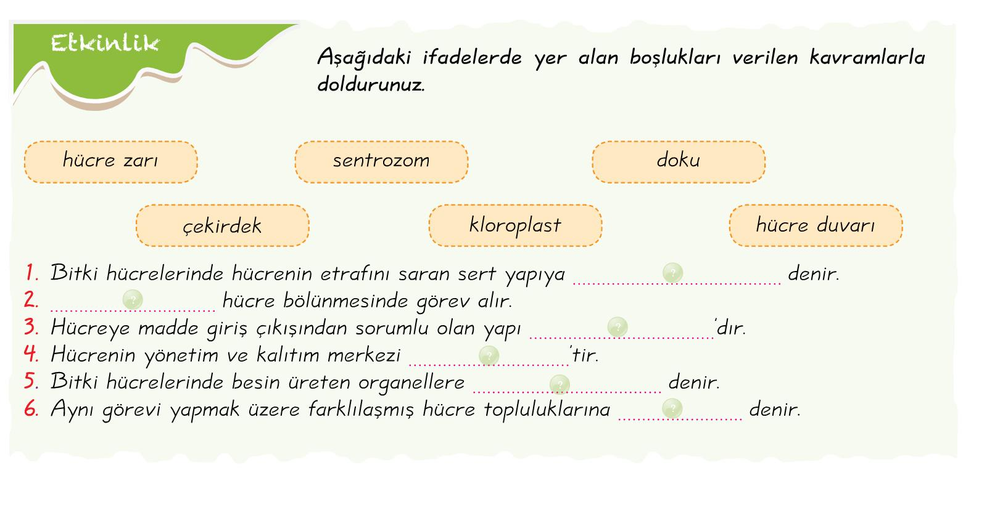 Etkinlik
Aşağıdaki ifadelerde yer alan boşlukları verilen kavramlarla
doldurunuz.
hücre zarı sentrozom doku
çekirdek kloroplast hücre duvarı
1. Bitki hücrelerinde hücrenin etrafını saran sert yapıya ? denir.
2. ? hücre bölünmesinde görev alır.
3. Hücreye madde giriş çıkışından sorumlu olan yapı ? 'dır.
4. Hücrenin yönetim ve kalıtım merkezi ? 'tir.
5. Bitki hücrelerinde besin üreten organellere ? denir.
6. Aynı görevi yapmak üzere farklılaşmış hücre topluluklarına ? denir.